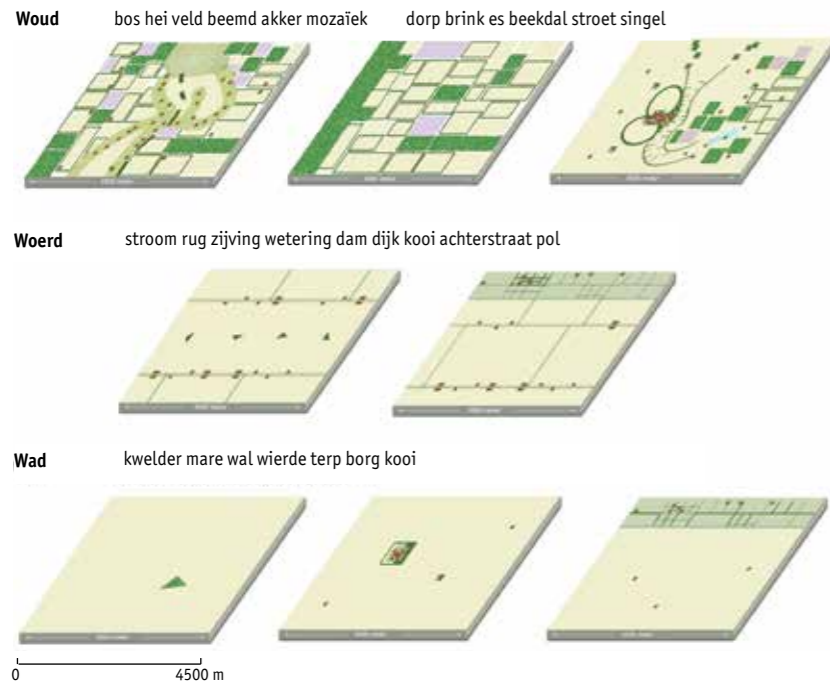 Woud bos hei veld beemd akker mozaïek dorp brink es beekdal stroet singel
Woerd stroom rug zijving wetering dam dijk kooi achterstraat pol
Wad kwelder mare wal wierde terp borg kooi
0 4500 m